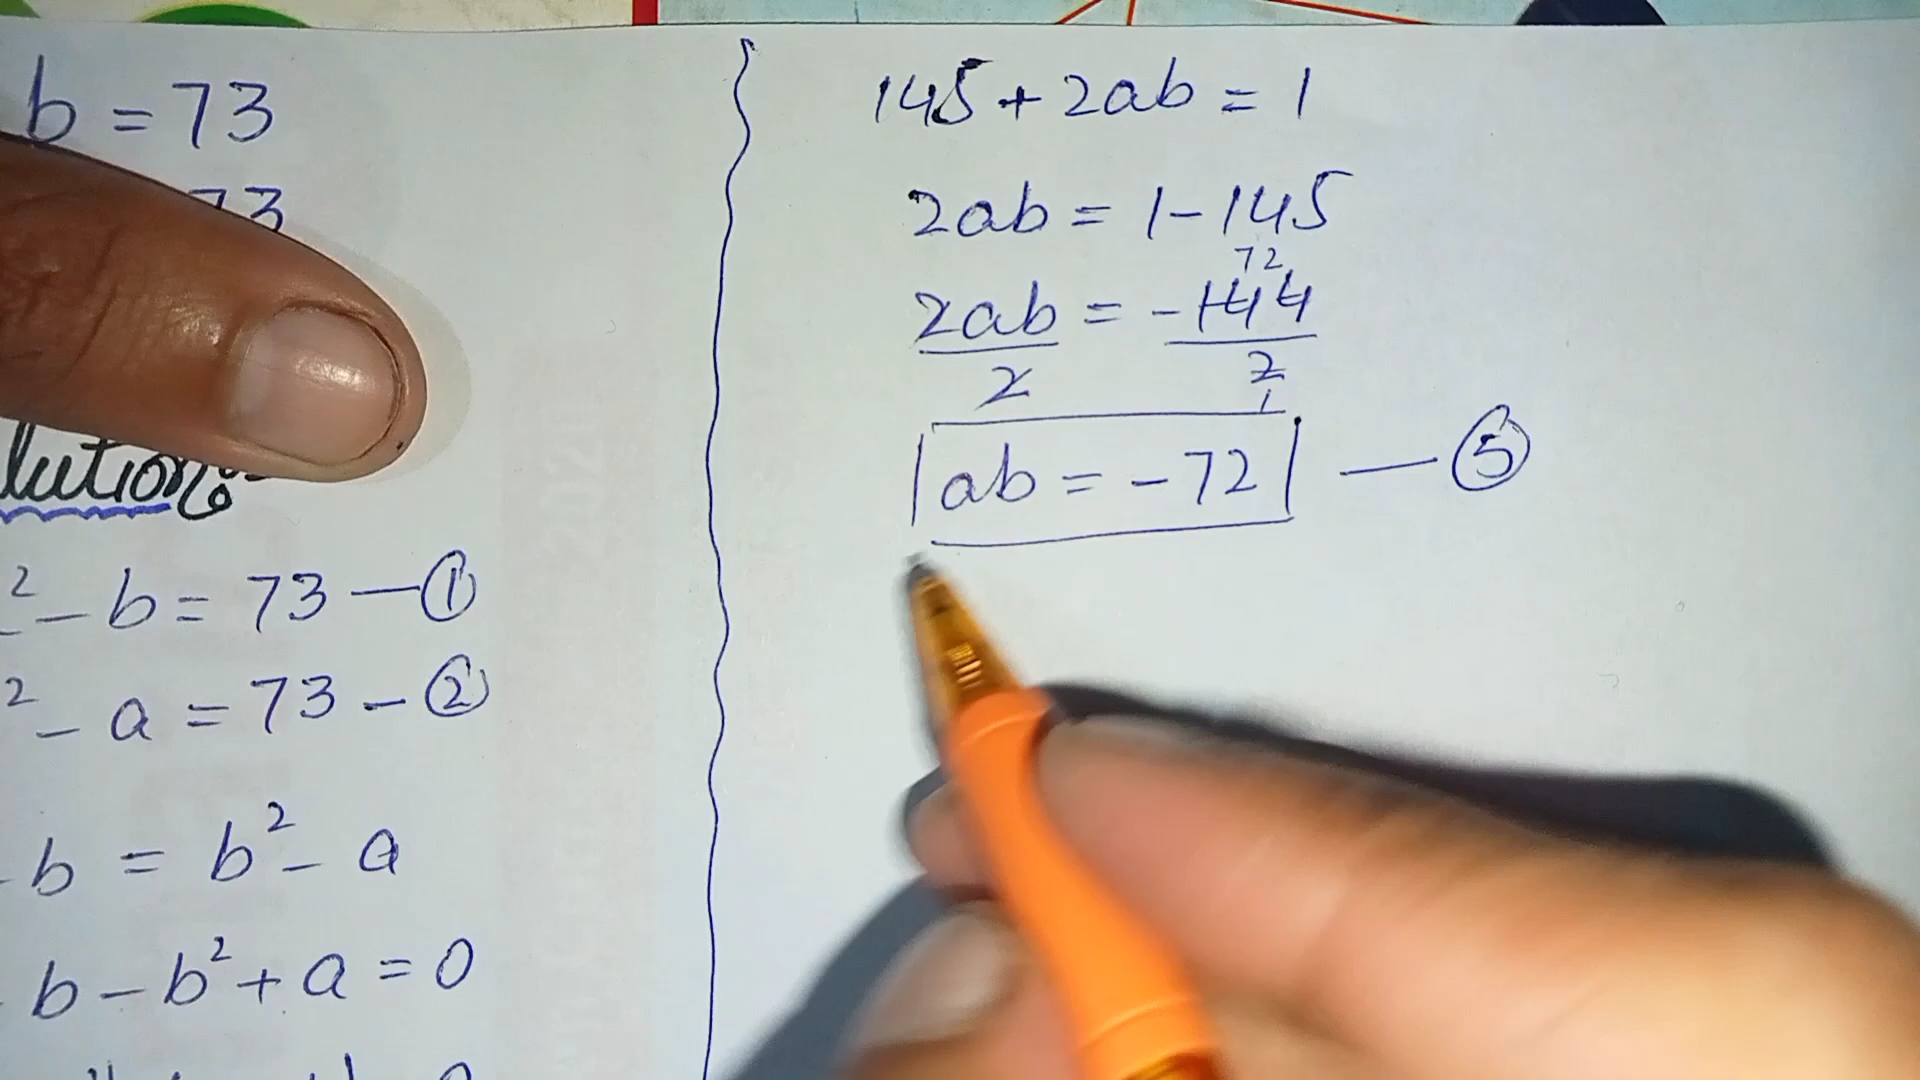 b = 73
73
lution:-
² - b = 73 — ①
² - a = 73 - ②
- b = b² - a
b - b² + a = 0
145 + 2ab = 1
2ab = 1 - 145
72
2ab = -144
2 2
1
ab = -72 — ⑤